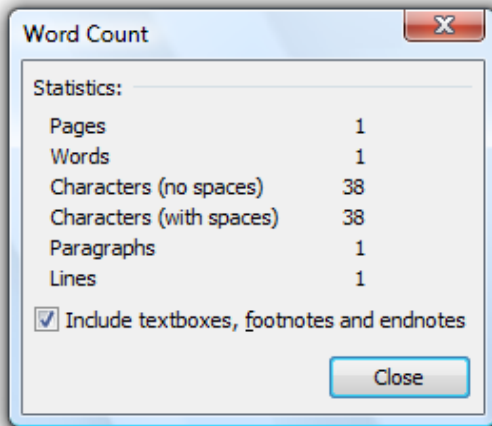 Word Count
Statistics:
Pages 1
Words 1
Characters (no spaces) 38
Characters (with spaces) 38
Paragraphs 1
Lines 1
Include textboxes, footnotes and endnotes
Close